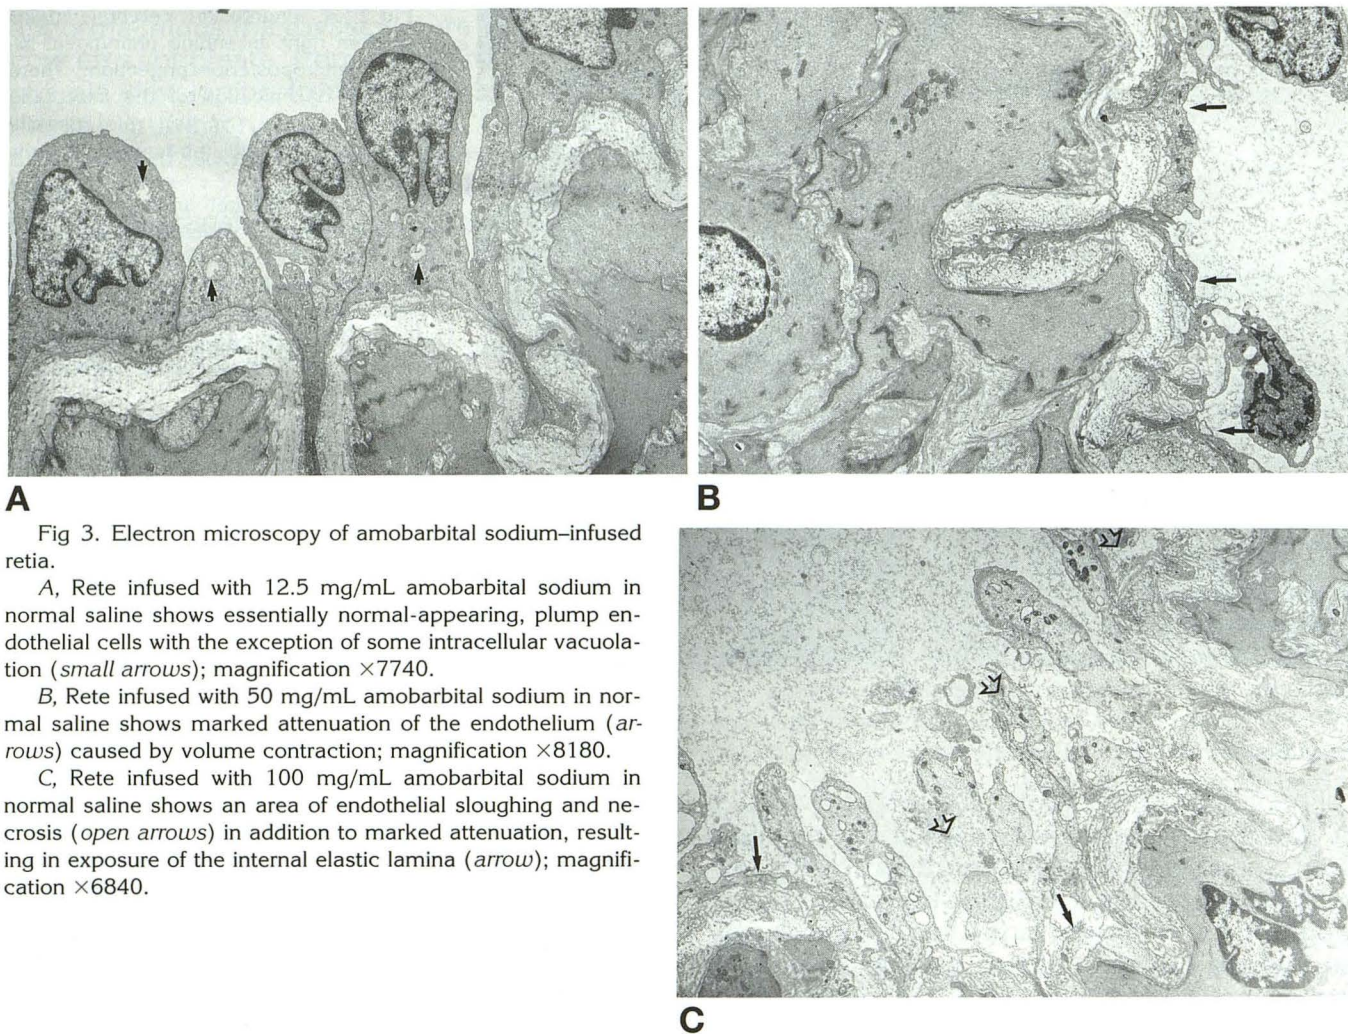 A
B
Fig 3. Electron microscopy of amobarbital sodium–infused
retia.
A, Rete infused with 12.5 mg/mL amobarbital sodium in
normal saline shows essentially normal-appearing, plump en-
dothelial cells with the exception of some intracellular vacuola-
tion (small arrows); magnification ×7740.
B, Rete infused with 50 mg/mL amobarbital sodium in nor-
mal saline shows marked attenuation of the endothelium (ar-
rows) caused by volume contraction; magnification ×8180.
C, Rete infused with 100 mg/mL amobarbital sodium in
normal saline shows an area of endothelial sloughing and ne-
crosis (open arrows) in addition to marked attenuation, result-
ing in exposure of the internal elastic lamina (arrow); magnifi-
cation ×6840.
C